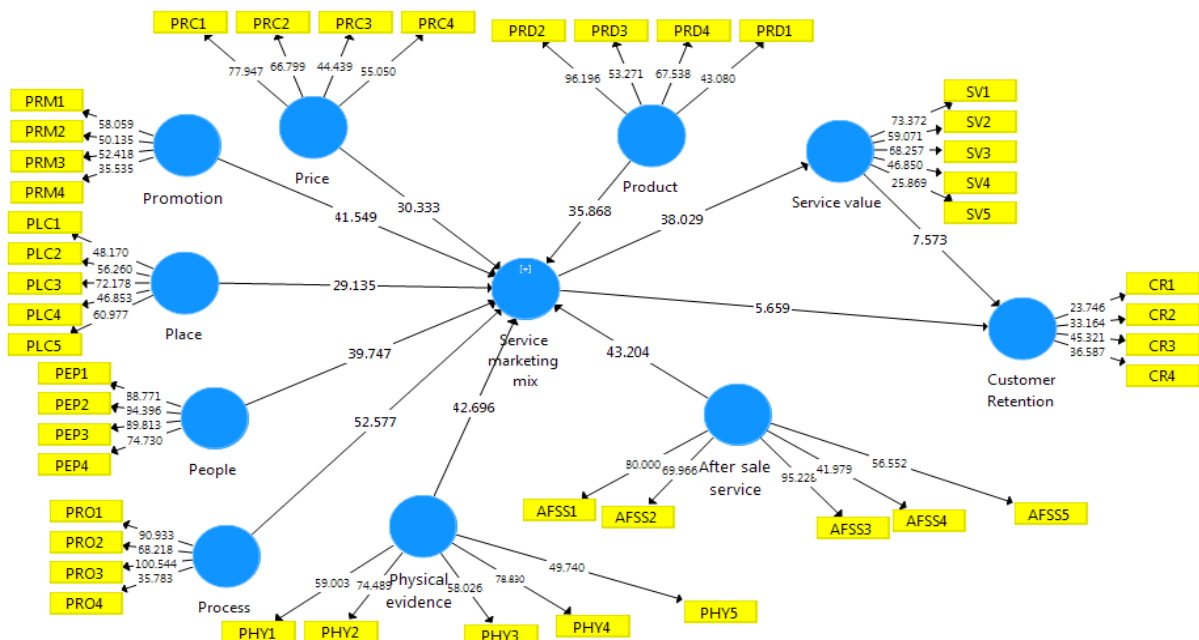 PRC1
PRC2
PRC3
PRC4
77.947
66.799
44.439
55.050
Price
PRD2
PRD3
PRD4
PRD1
96.196
53.271
67.538
43.080
Product
PRM1
PRM2
PRM3
PRM4
58.059
50.135
52.418
35.535
Promotion
SV1
SV2
SV3
SV4
SV5
73.372
59.071
68.257
46.850
25.869
Service value
41.549
30.333
35.868
38.029
7.573
PLC1
PLC2
PLC3
PLC4
PLC5
48.170
56.260
72.178
46.853
60.977
Place
29.135
[+]
Service
marketing
mix
5.659
CR1
CR2
CR3
CR4
23.746
33.164
45.321
36.587
Customer
Retention
PEP1
PEP2
PEP3
PEP4
88.771
94.396
89.813
74.730
People
39.747
52.577
42.696
43.204
After sale
service
80.000
69.966
95.228
41.979
56.552
AFSS1
AFSS2
AFSS3
AFSS4
AFSS5
PRO1
PRO2
PRO3
PRO4
90.933
68.218
100.544
35.783
Process
Physical
evidence
59.003
74.489
58.026
78.830
49.740
PHY1
PHY2
PHY3
PHY4
PHY5